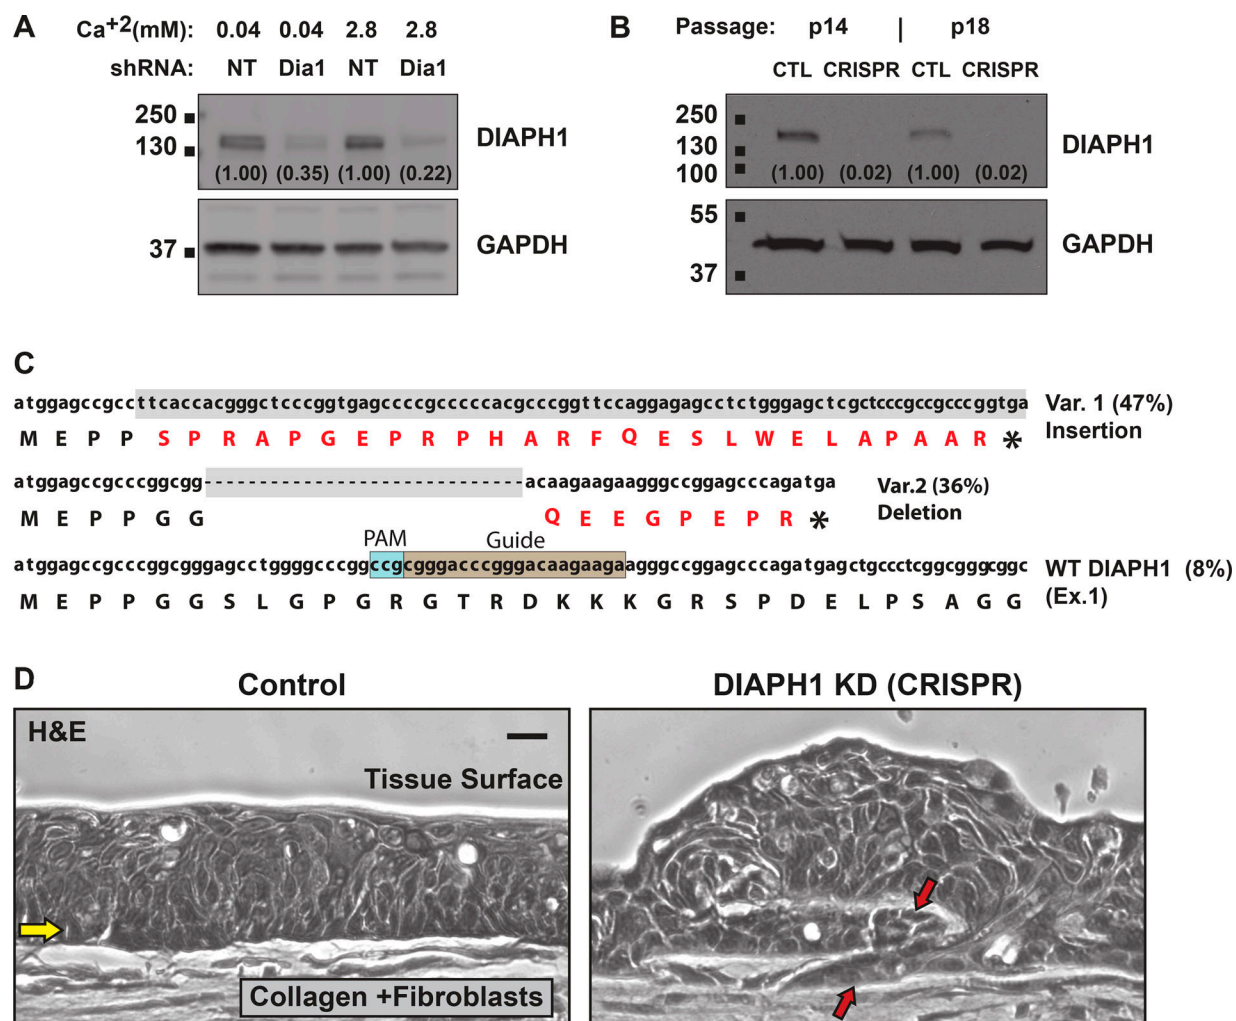 A Ca+2(mM): 0.04 0.04 2.8 2.8
shRNA: NT Dia1 NT Dia1
250
130
DIAPH1
(1.00) (0.35) (1.00) (0.22)
37
GAPDH
B Passage: p14 | p18
CTL CRISPR CTL CRISPR
250
130
100
DIAPH1
(1.00) (0.02) (1.00) (0.02)
55
37
GAPDH
C
atggagccgccttcaccacgggctcccggtgagccccgcccccacgcccggttccaggagagcctctgggagctcgctcccgccgcccggtga Var. 1 (47%)
M E P P S P R A P G E P R P H A R F Q E S L W E L A P A A R * Insertion
atggagccgcccggcgg----------------------------acaagaagaagggccggagcccagatga Var.2 (36%)
M E P P G G Q E E G P E P R * Deletion
PAM Guide
atggagccgcccggcgggagcctggggcccggccgcgggacccgggacaagaagaagggccggagcccagatgagctgccctcggcgggcggc WT DIAPH1 (8%)
M E P P G G S L G P G R G T R D K K K G R S P D E L P S A G G (Ex.1)
D Control DIAPH1 KD (CRISPR)
H&E
Tissue Surface
Collagen +Fibroblasts